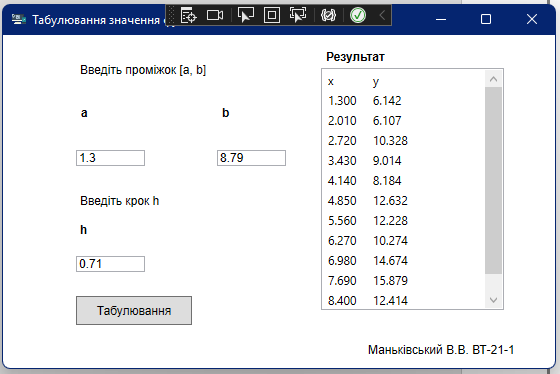 Табулювання значення
Введіть проміжок [a, b]
a b
1.3 8.79
Введіть крок h
h
0.71
Табулювання
Результат
x y
1.300 6.142
2.010 6.107
2.720 10.328
3.430 9.014
4.140 8.184
4.850 12.632
5.560 12.228
6.270 10.274
6.980 14.674
7.690 15.879
8.400 12.414
Маньківський В.В. ВТ-21-1